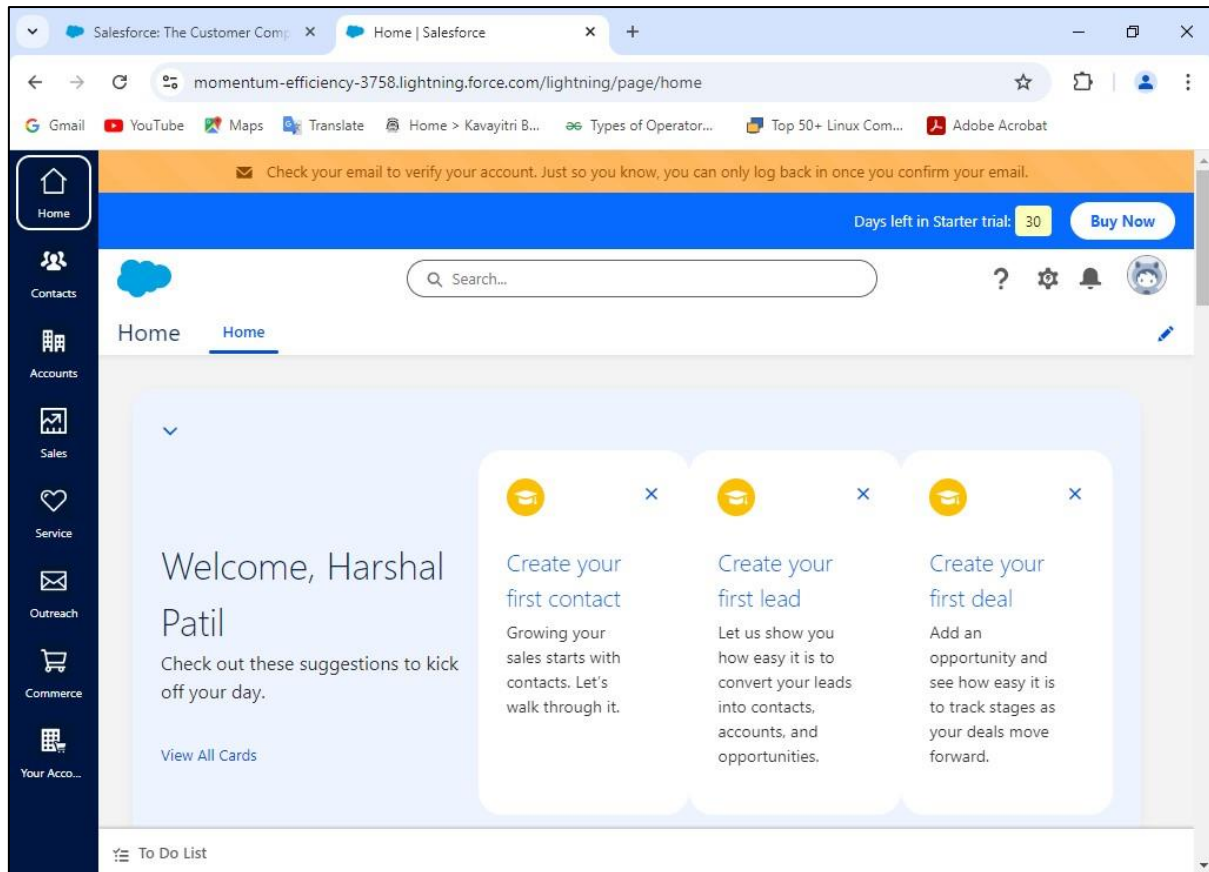 Salesforce: The Customer Comp
Home | Salesforce
momentum-efficiency-3758.lightning.force.com/lightning/page/home
Gmail YouTube Maps Translate Home > Kavayitri B... Types of Operator... Top 50+ Linux Com... Adobe Acrobat
Check your email to verify your account. Just so you know, you can only log back in once you confirm your email.
Days left in Starter trial: 30 Buy Now
Home
Contacts
Accounts
Sales
Service
Outreach
Commerce
Your Acco...
Search...
Home Home
Welcome, Harshal
Patil
Check out these suggestions to kick
off your day.
View All Cards
Create your
first contact
Growing your
sales starts with
contacts. Let's
walk through it.
Create your
first lead
Let us show you
how easy it is to
convert your leads
into contacts,
accounts, and
opportunities.
Create your
first deal
Add an
opportunity and
see how easy it is
to track stages as
your deals move
forward.
To Do List